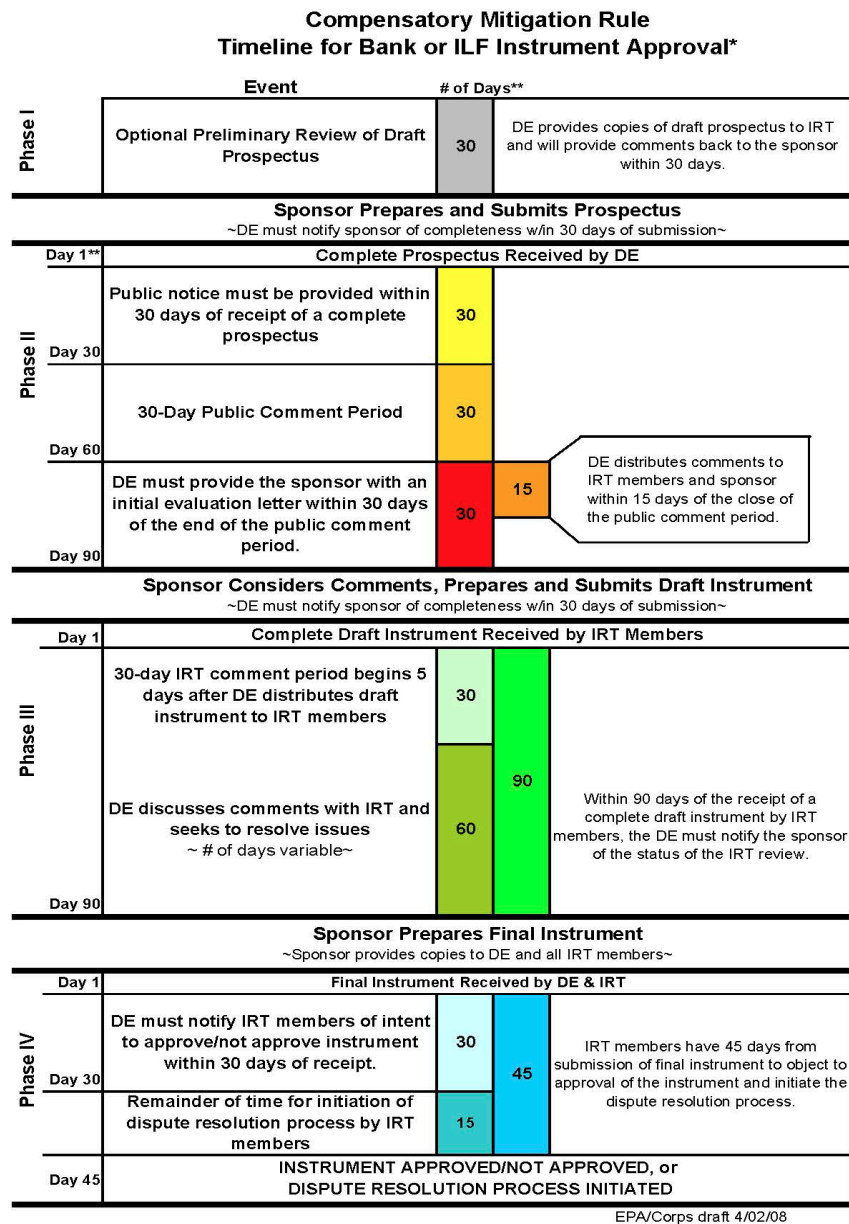 Compensatory Mitigation Rule
Timeline for Bank or ILF Instrument Approval*
Event
# of Days**
Phase I
Optional Preliminary Review of Draft
Prospectus
30
DE provides copies of draft prospectus to IRT
and will provide comments back to the sponsor
within 30 days.
Sponsor Prepares and Submits Prospectus
~DE must notify sponsor of completeness w/in 30 days of submission~
Phase II
Day 1**
Complete Prospectus Received by DE
Public notice must be provided within
30 days of receipt of a complete
prospectus
30
Day 30
30-Day Public Comment Period
30
Day 60
DE must provide the sponsor with an
initial evaluation letter within 30 days
of the end of the public comment
period.
30
15
DE distributes comments to
IRT members and sponsor
within 15 days of the close of
the public comment period.
Day 90
Sponsor Considers Comments, Prepares and Submits Draft Instrument
~DE must notify sponsor of completeness w/in 30 days of submission~
Phase III
Day 1
Complete Draft Instrument Received by IRT Members
30-day IRT comment period begins 5
days after DE distributes draft
instrument to IRT members
30
DE discusses comments with IRT and
seeks to resolve issues
~ # of days variable~
60
90
Within 90 days of the receipt of a
complete draft instrument by IRT
members, the DE must notify the sponsor
of the status of the IRT review.
Day 90
Sponsor Prepares Final Instrument
~Sponsor provides copies to DE and all IRT members~
Phase IV
Day 1
Final Instrument Received by DE & IRT
DE must notify IRT members of intent
to approve/not approve instrument
within 30 days of receipt.
30
45
IRT members have 45 days from
submission of final instrument to object to
approval of the instrument and initiate the
dispute resolution process.
Day 30
Remainder of time for initiation of
dispute resolution process by IRT
members
15
Day 45
INSTRUMENT APPROVED/NOT APPROVED, or
DISPUTE RESOLUTION PROCESS INITIATED
EPA/Corps draft 4/02/08